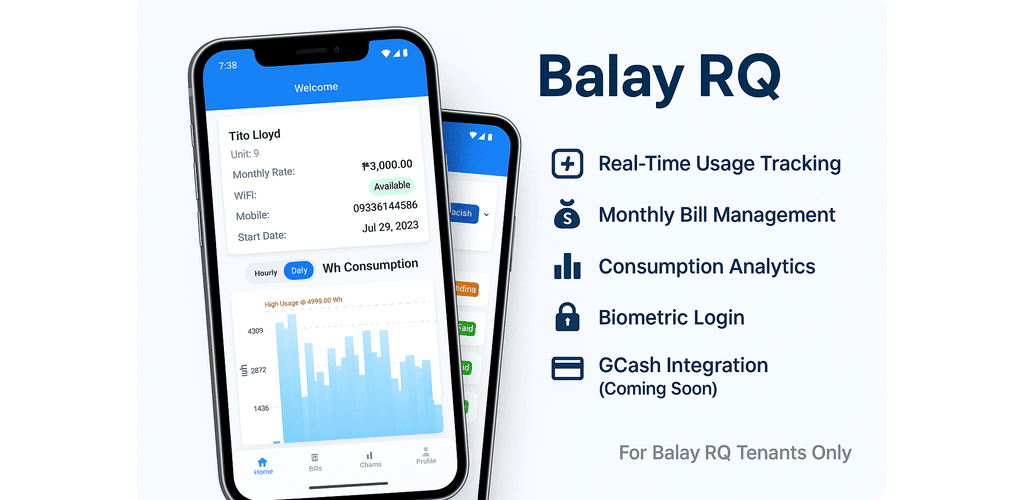 7:38
Welcome
Tito Lloyd
Unit: 9
Monthly Rate: ₱3,000.00
WiFI: Available
Mobile: 09336144586
Start Date: Jul 29, 2023
Hourly Daly Wh Consumption
High Usage @ 4999.00 Wh
4309
2872
1436
Home
Bills
Chams
Profile
acish
dina
Faid
id
Balay RQ
Real-Time Usage Tracking
$ Monthly Bill Management
Consumption Analytics
Biometric Login
GCash Integration
(Coming Soon)
For Balay RQ Tenants Only